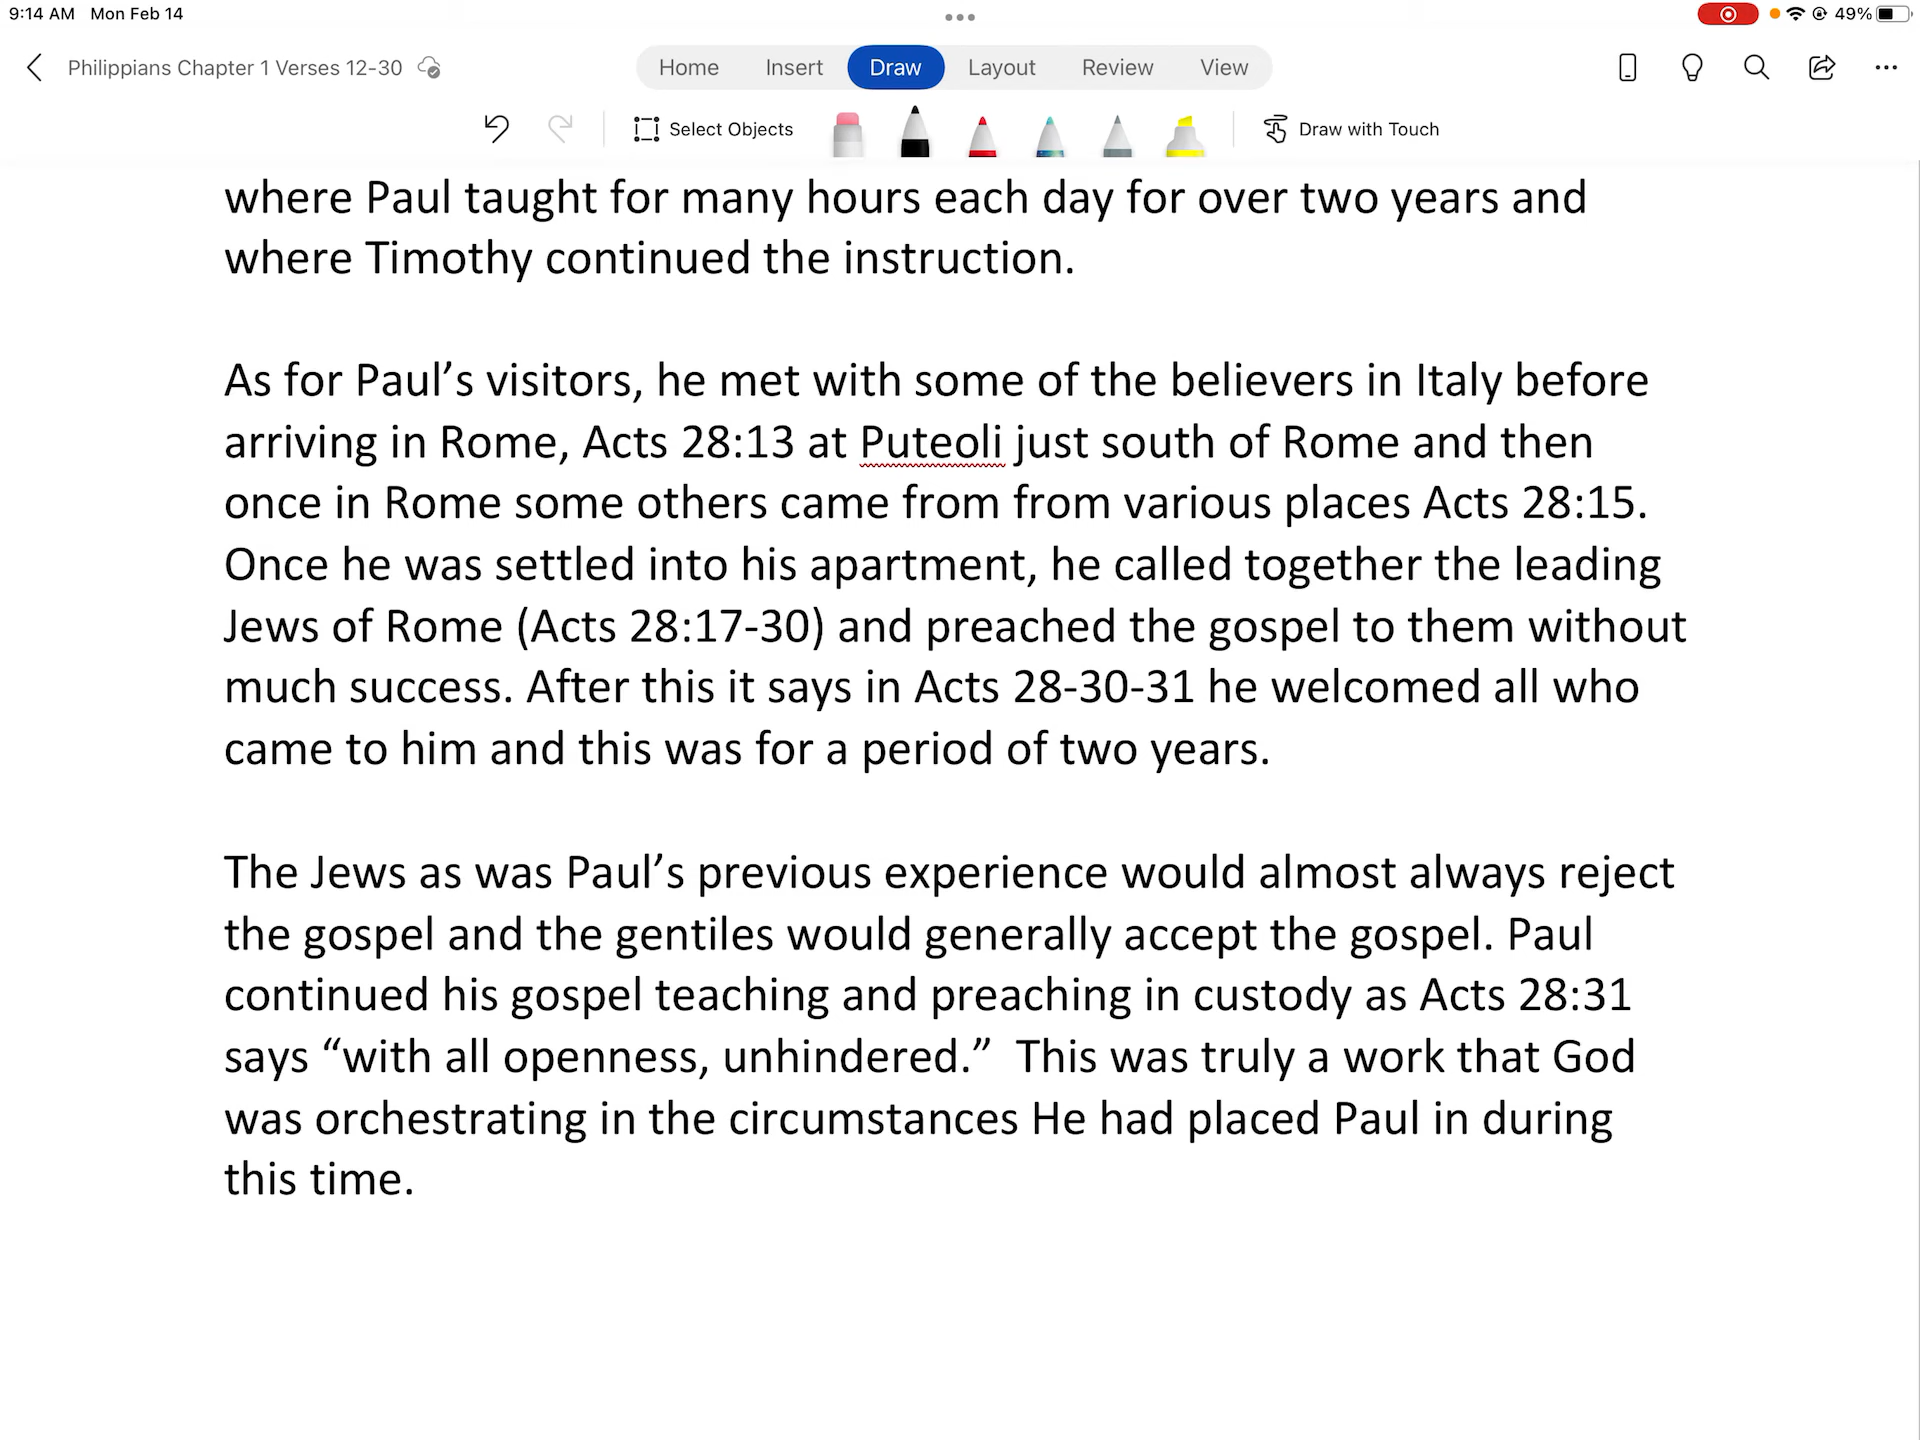 9:14 AM Mon Feb 14
49%
Philippians Chapter 1 Verses 12-30
Home Insert Draw Layout Review View
Select Objects
Draw with Touch
where Paul taught for many hours each day for over two years and
where Timothy continued the instruction.
As for Paul’s visitors, he met with some of the believers in Italy before
arriving in Rome, Acts 28:13 at Puteoli just south of Rome and then
once in Rome some others came from from various places Acts 28:15.
Once he was settled into his apartment, he called together the leading
Jews of Rome (Acts 28:17-30) and preached the gospel to them without
much success. After this it says in Acts 28-30-31 he welcomed all who
came to him and this was for a period of two years.
The Jews as was Paul’s previous experience would almost always reject
the gospel and the gentiles would generally accept the gospel. Paul
continued his gospel teaching and preaching in custody as Acts 28:31
says “with all openness, unhindered.”  This was truly a work that God
was orchestrating in the circumstances He had placed Paul in during
this time.